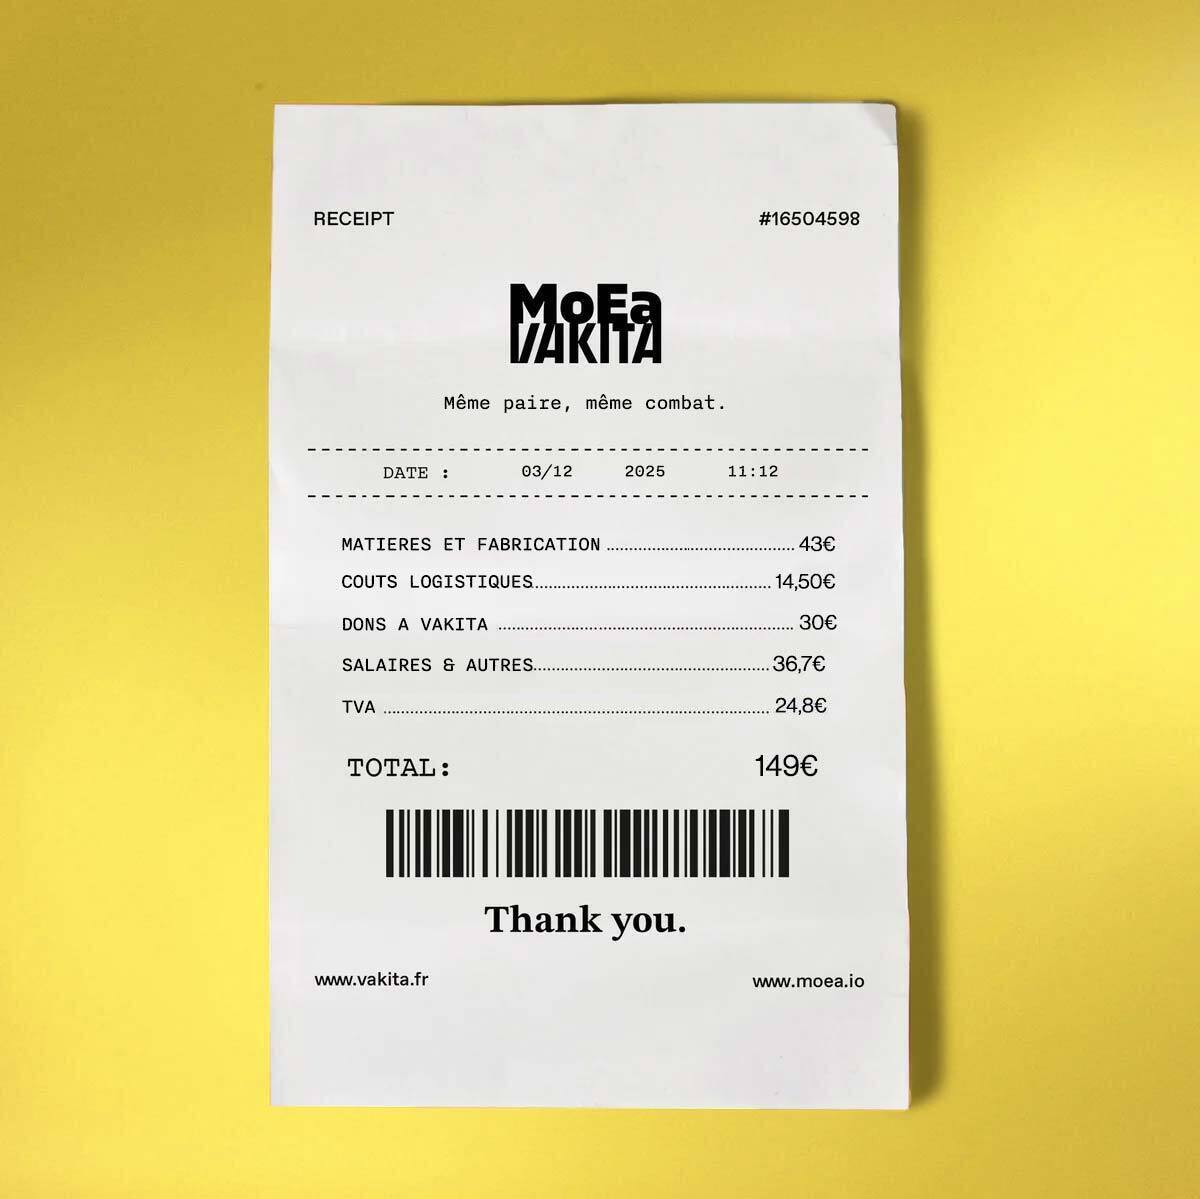 RECEIPT #16504598
MoEa
VAKITA
Même paire, même combat.
DATE : 03/12 2025 11:12
MATIERES ET FABRICATION 43€
COUTS LOGISTIQUES 14,50€
DONS A VAKITA 30€
SALAIRES & AUTRES 36,7€
TVA 24,8€
TOTAL: 149€
Thank you.
www.vakita.fr www.moea.io